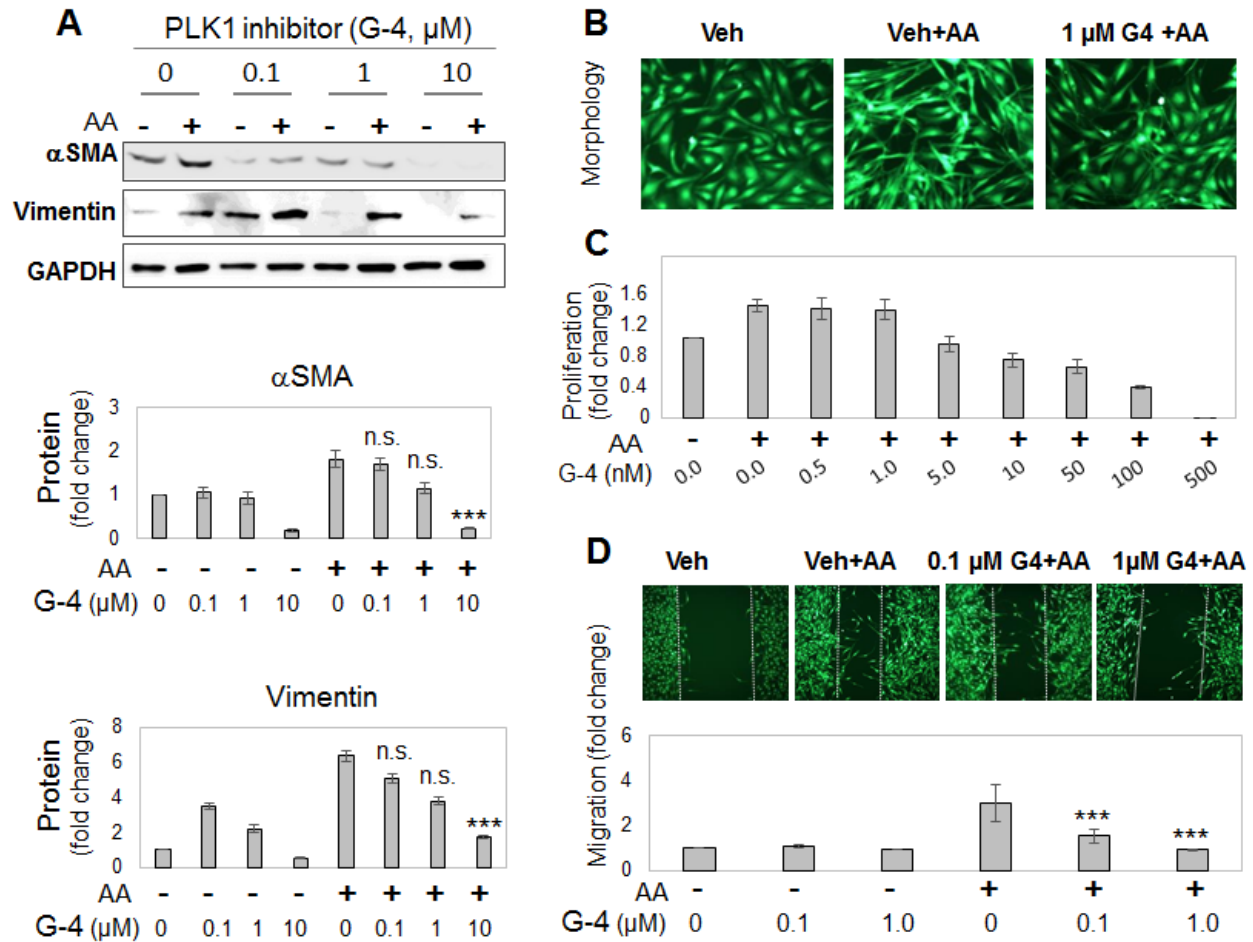 A
PLK1 inhibitor (G-4, µM)
0 0.1 1 10
AA - + - + - + - +
αSMA
Vimentin
GAPDH
αSMA
Protein
(fold change)
3
2
1
0
n.s.
n.s.
***
AA - - - - + + + +
G-4 (µM) 0 0.1 1 10 0 0.1 1 10
Vimentin
Protein
(fold change)
8
6
4
2
0
n.s.
n.s.
***
AA - - - - + + + +
G-4 (µM) 0 0.1 1 10 0 0.1 1 10
B
Veh Veh+AA 1 µM G4 +AA
Morphology
C
Proliferation
(fold change)
1.6
1.2
0.8
0.4
0
AA - + + + + + + + +
G-4 (nM) 0.0 0.0 0.5 1.0 5.0 10 50 100 500
D
Veh Veh+AA 0.1 µM G4+AA 1µM G4+AA
Migration (fold change)
6
4
2
0
***
***
AA - - - + + +
G-4 (µM) 0 0.1 1.0 0 0.1 1.0